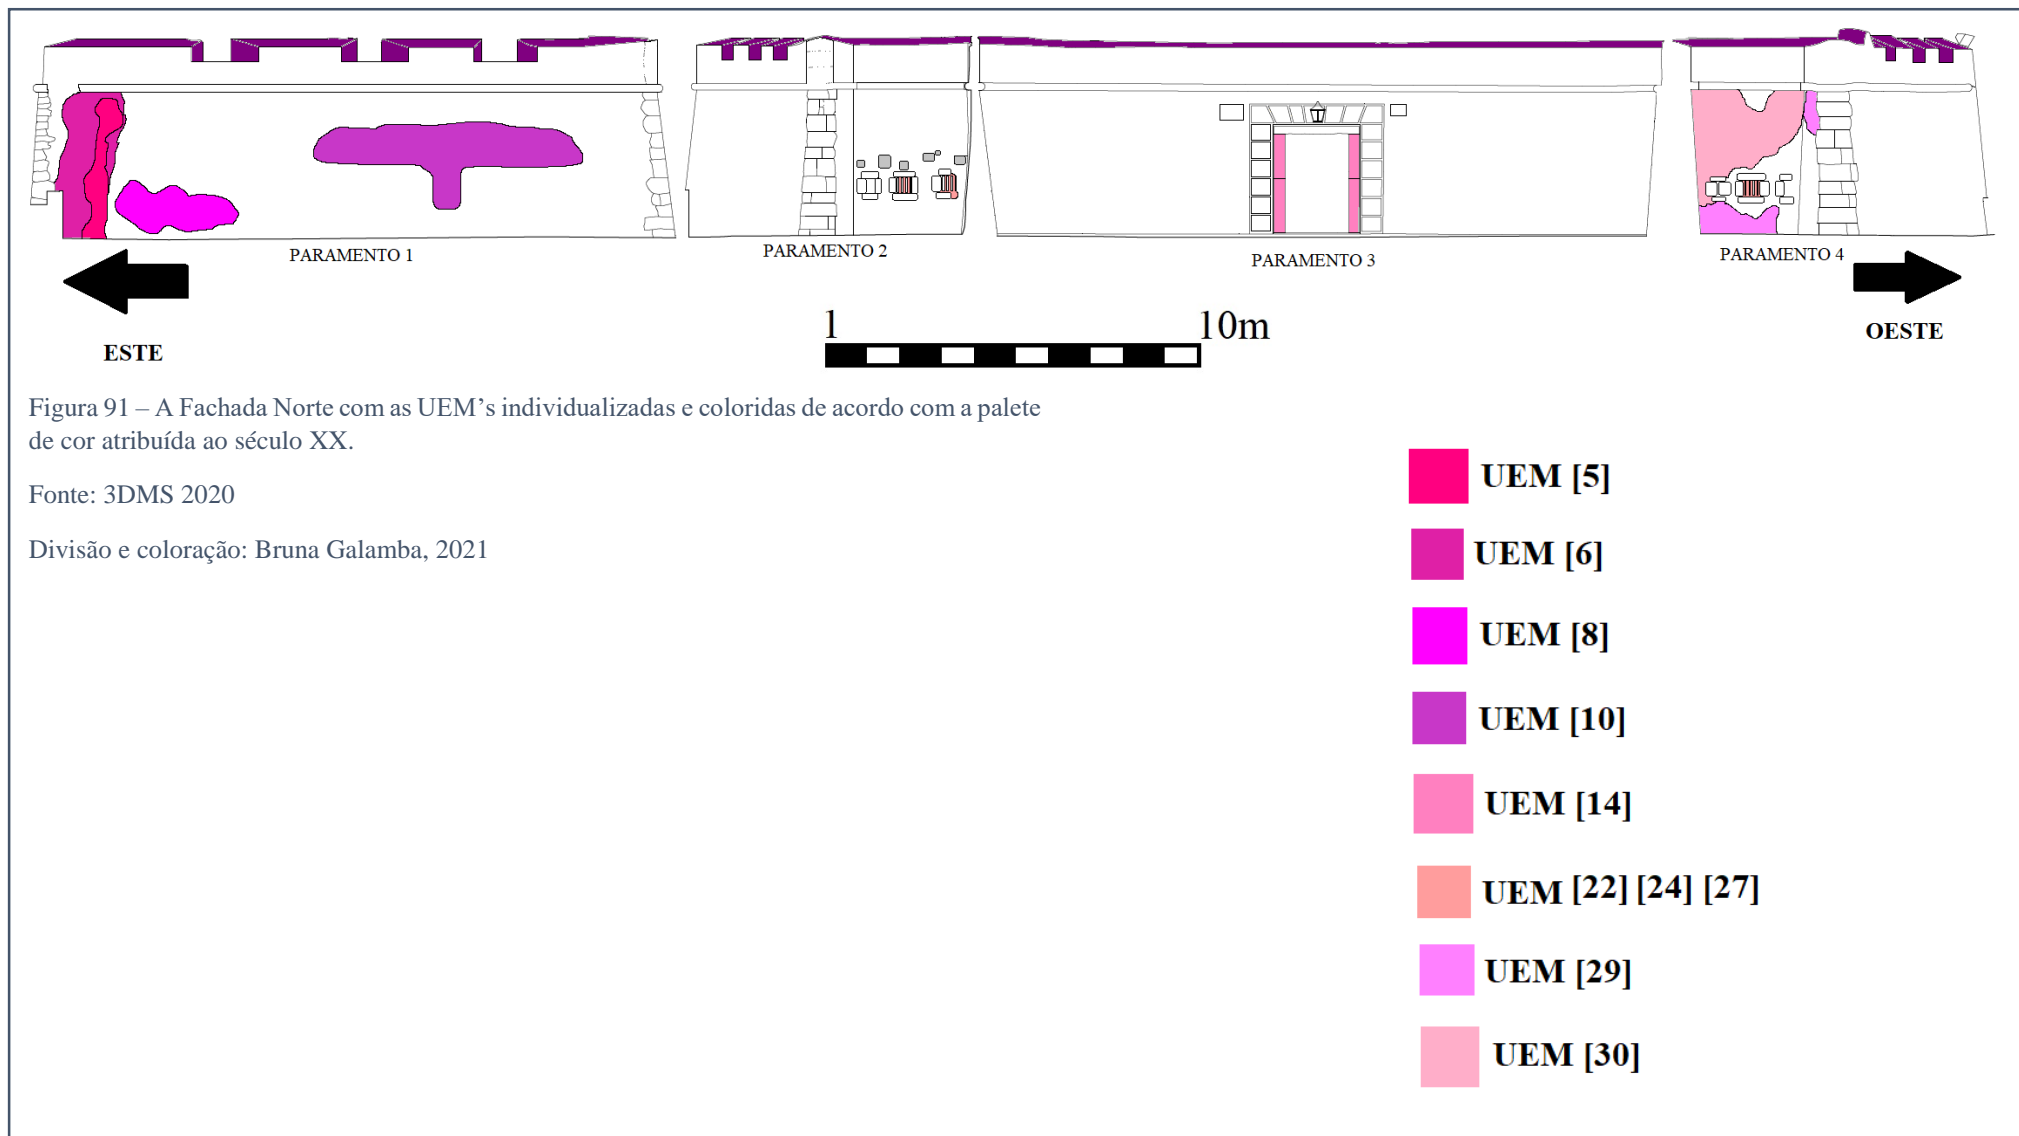 PARAMENTO 1
PARAMENTO 2
PARAMENTO 3
PARAMENTO 4
ESTE
1 10m
OESTE
Figura 91 – A Fachada Norte com as UEM’s individualizadas e coloridas de acordo com a palete
de cor atribuída ao século XX.
Fonte: 3DMS 2020
Divisão e coloração: Bruna Galamba, 2021
UEM [5]
UEM [6]
UEM [8]
UEM [10]
UEM [14]
UEM [22] [24] [27]
UEM [29]
UEM [30]